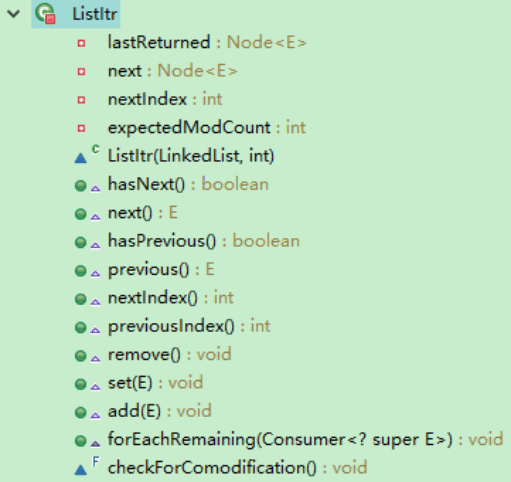 ListItr
lastReturned : Node<E>
next : Node<E>
nextIndex : int
expectedModCount : int
ListItr(LinkedList, int)
hasNext() : boolean
next() : E
hasPrevious() : boolean
previous() : E
nextIndex() : int
previousIndex() : int
remove() : void
set(E) : void
add(E) : void
forEachRemaining(Consumer<? super E>) : void
checkForComodification() : void